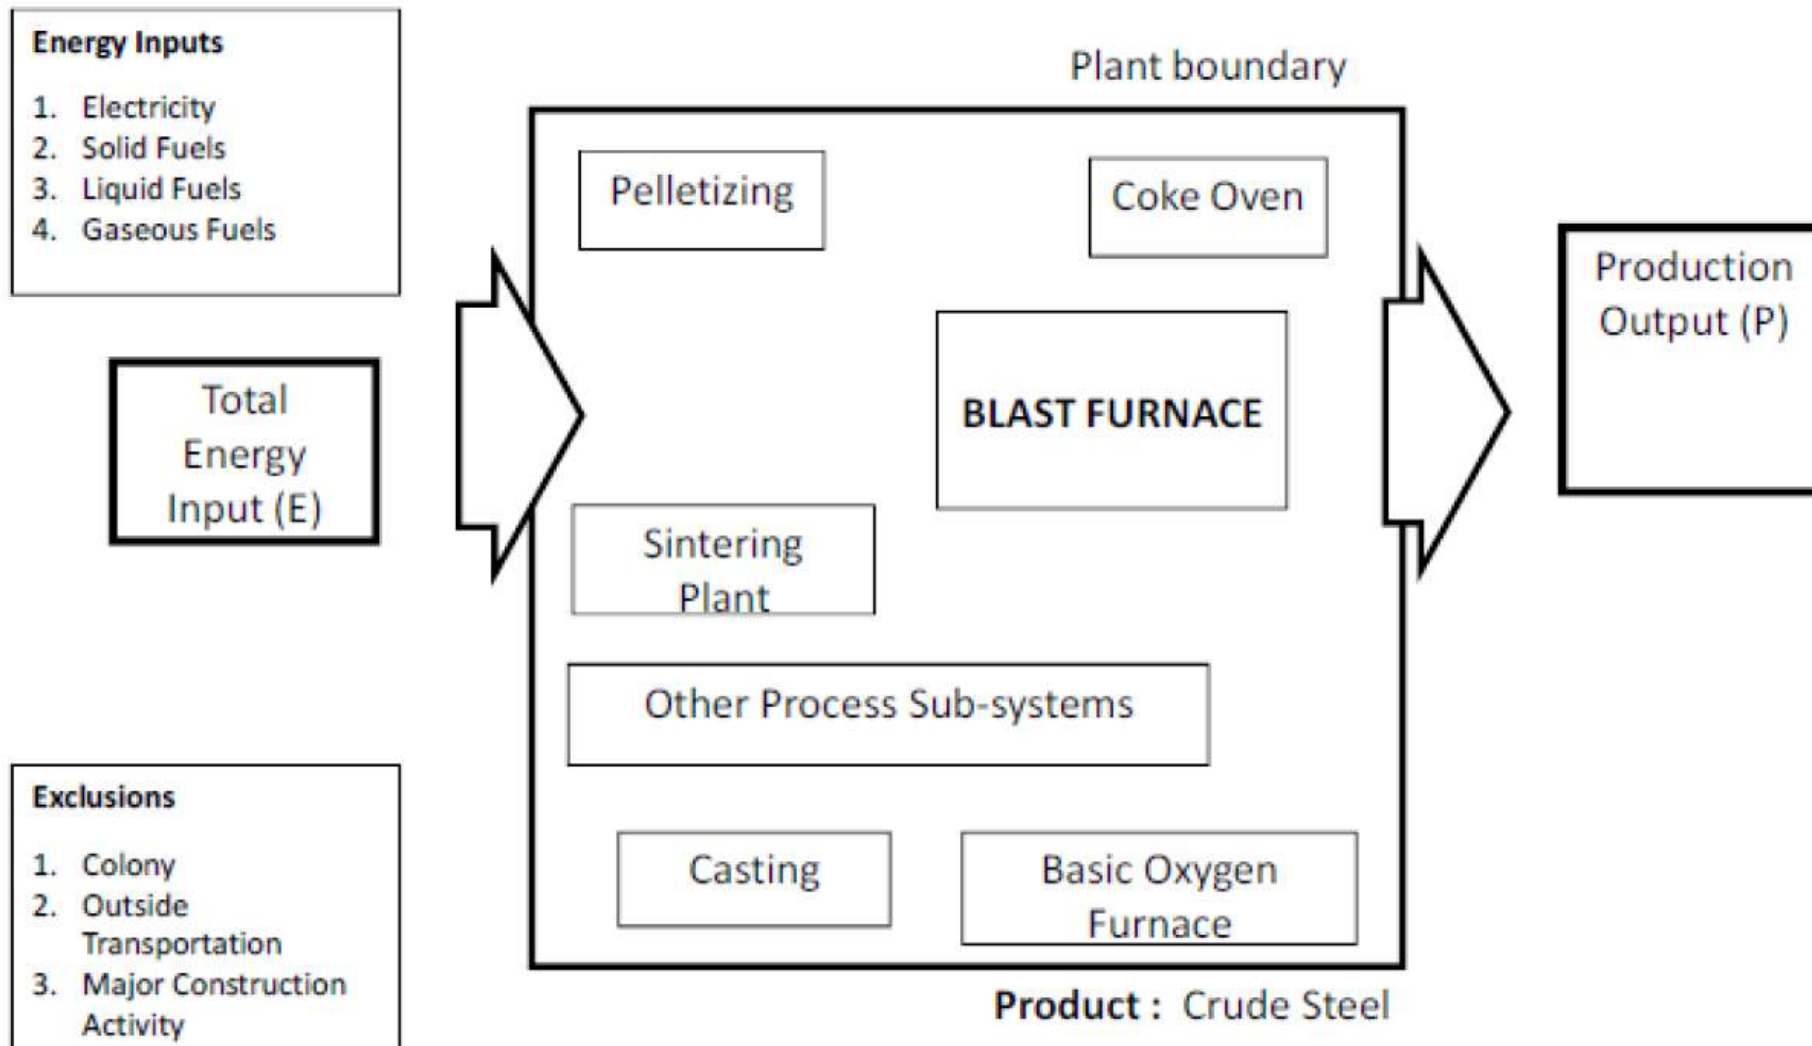 Energy Inputs
1. Electricity
2. Solid Fuels
3. Liquid Fuels
4. Gaseous Fuels
Total
Energy
Input (E)
Exclusions
1. Colony
2. Outside
Transportation
3. Major Construction
Activity
Plant boundary
Pelletizing
Coke Oven
BLAST FURNACE
Sintering
Plant
Other Process Sub-systems
Casting
Basic Oxygen
Furnace
Product : Crude Steel
Production
Output (P)